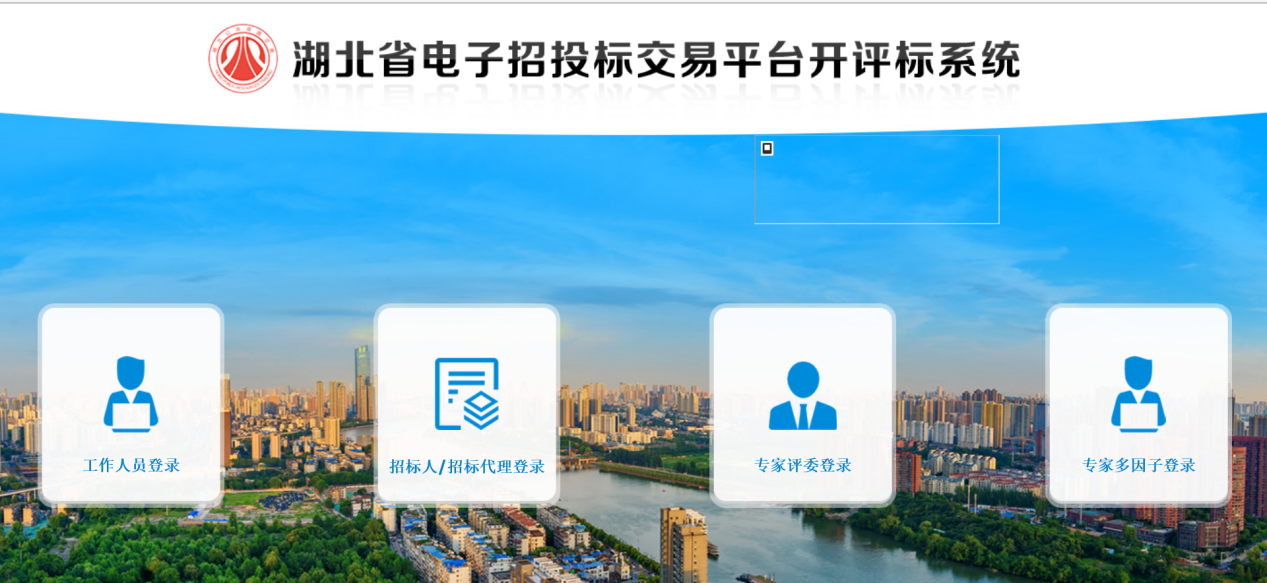 湖北省电子招投标交易平台开评标系统
工作人员登录
招标人/招标代理登录
专家评委登录
专家多因子登录